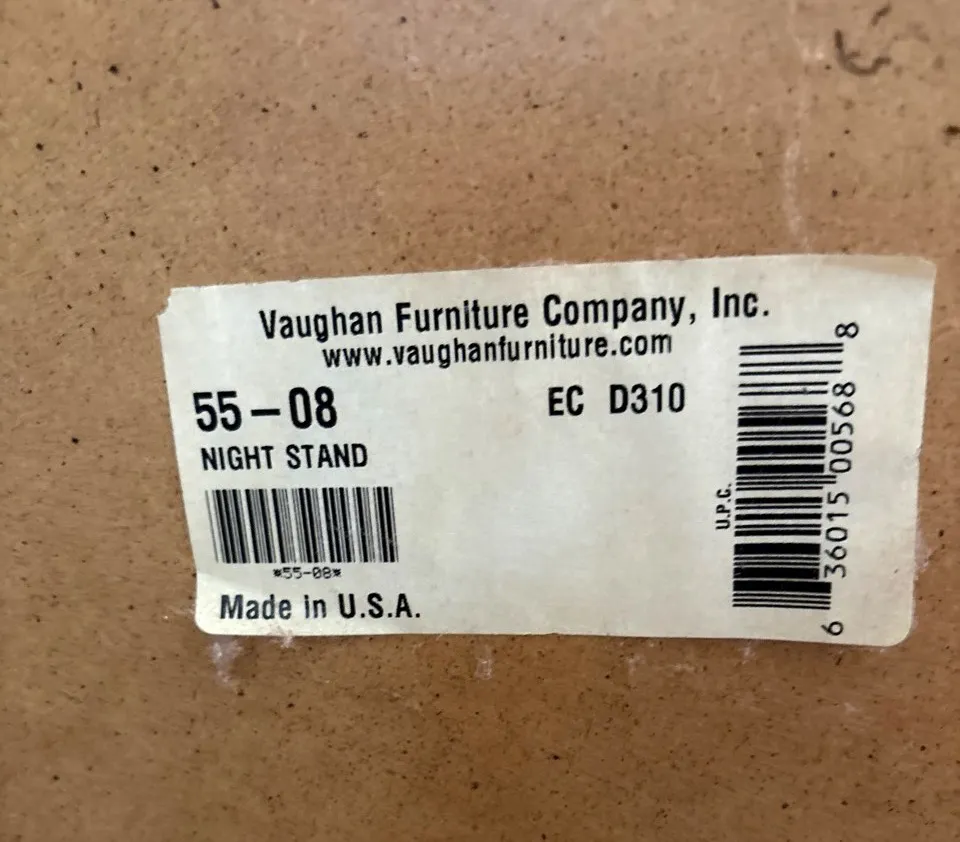 Vaughan Furniture Company, Inc.
www.vaughanfurniture.com
55-08
EC D310
NIGHT STAND
*55-08*
Made in U.S.A.
U.P.C.
6 36015 00568 8